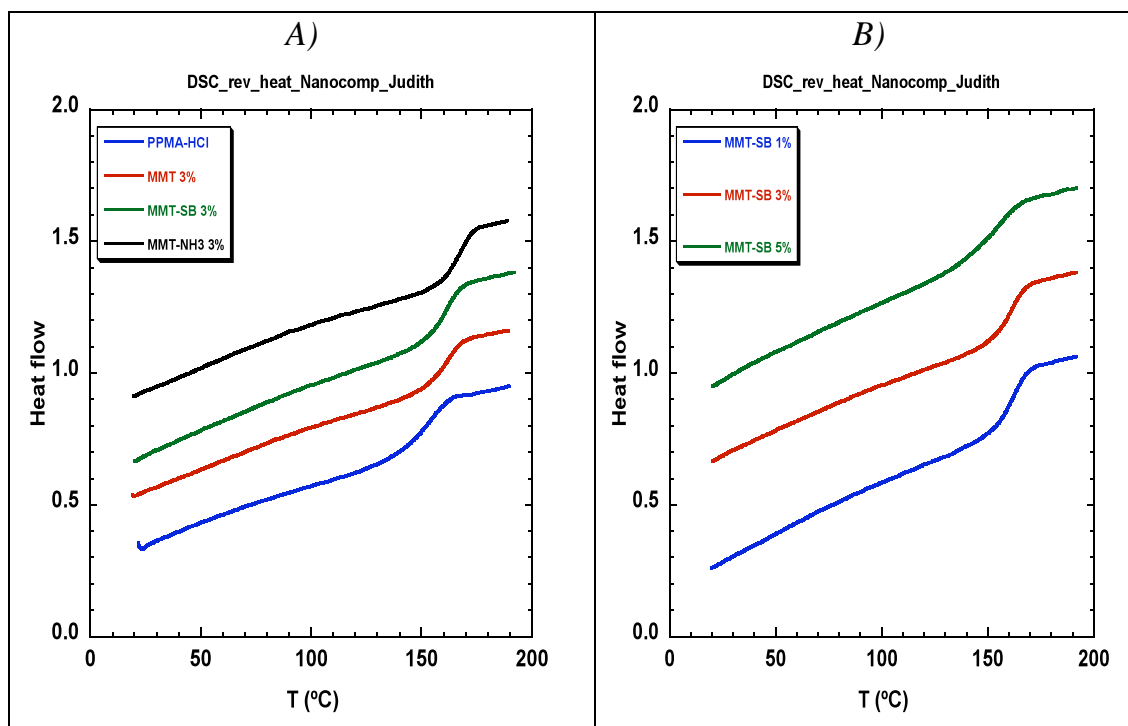 A)
DSC_rev_heat_Nanocomp_Judith
2.0
1.5
1.0
0.5
0.0
Heat flow
PPMA-HCl
MMT 3%
MMT-SB 3%
MMT-NH3 3%
0 50 100 150 200
T (ºC)
B)
DSC_rev_heat_Nanocomp_Judith
2.0
1.5
1.0
0.5
0.0
Heat flow
MMT-SB 1%
MMT-SB 3%
MMT-SB 5%
0 50 100 150 200
T (ºC)